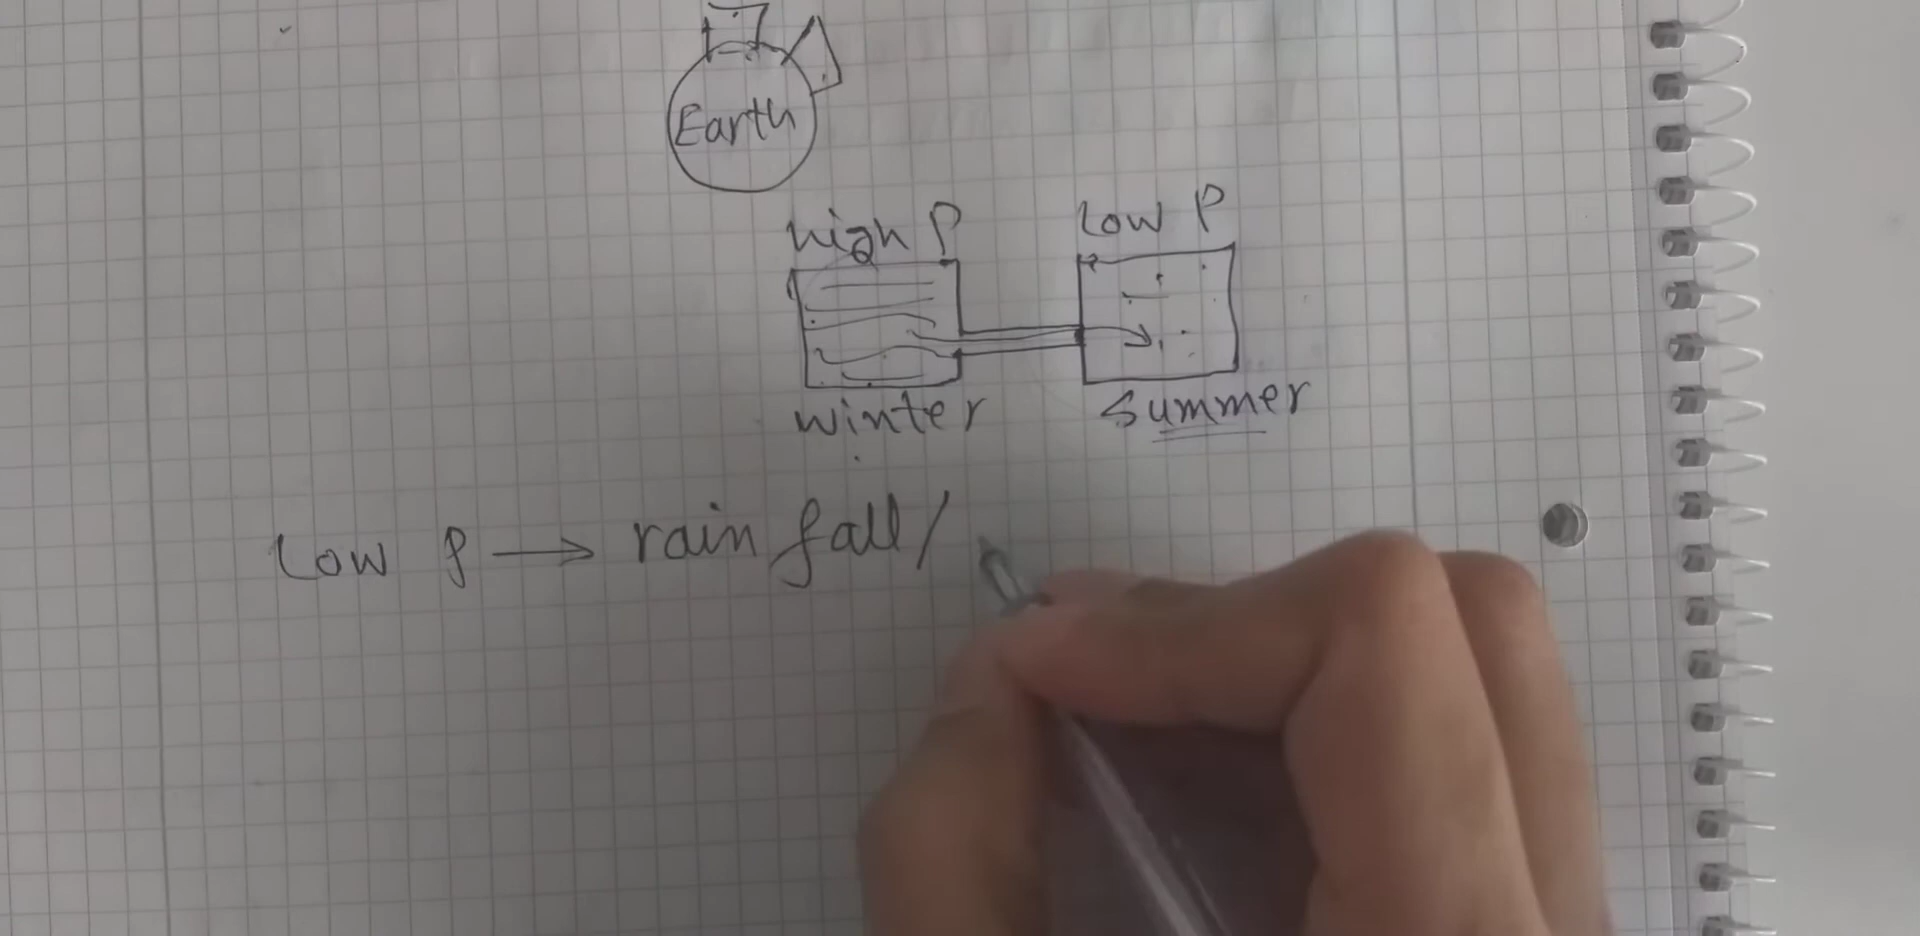 Earth
high P
Low P
winter
summer
Low P → rain fall /